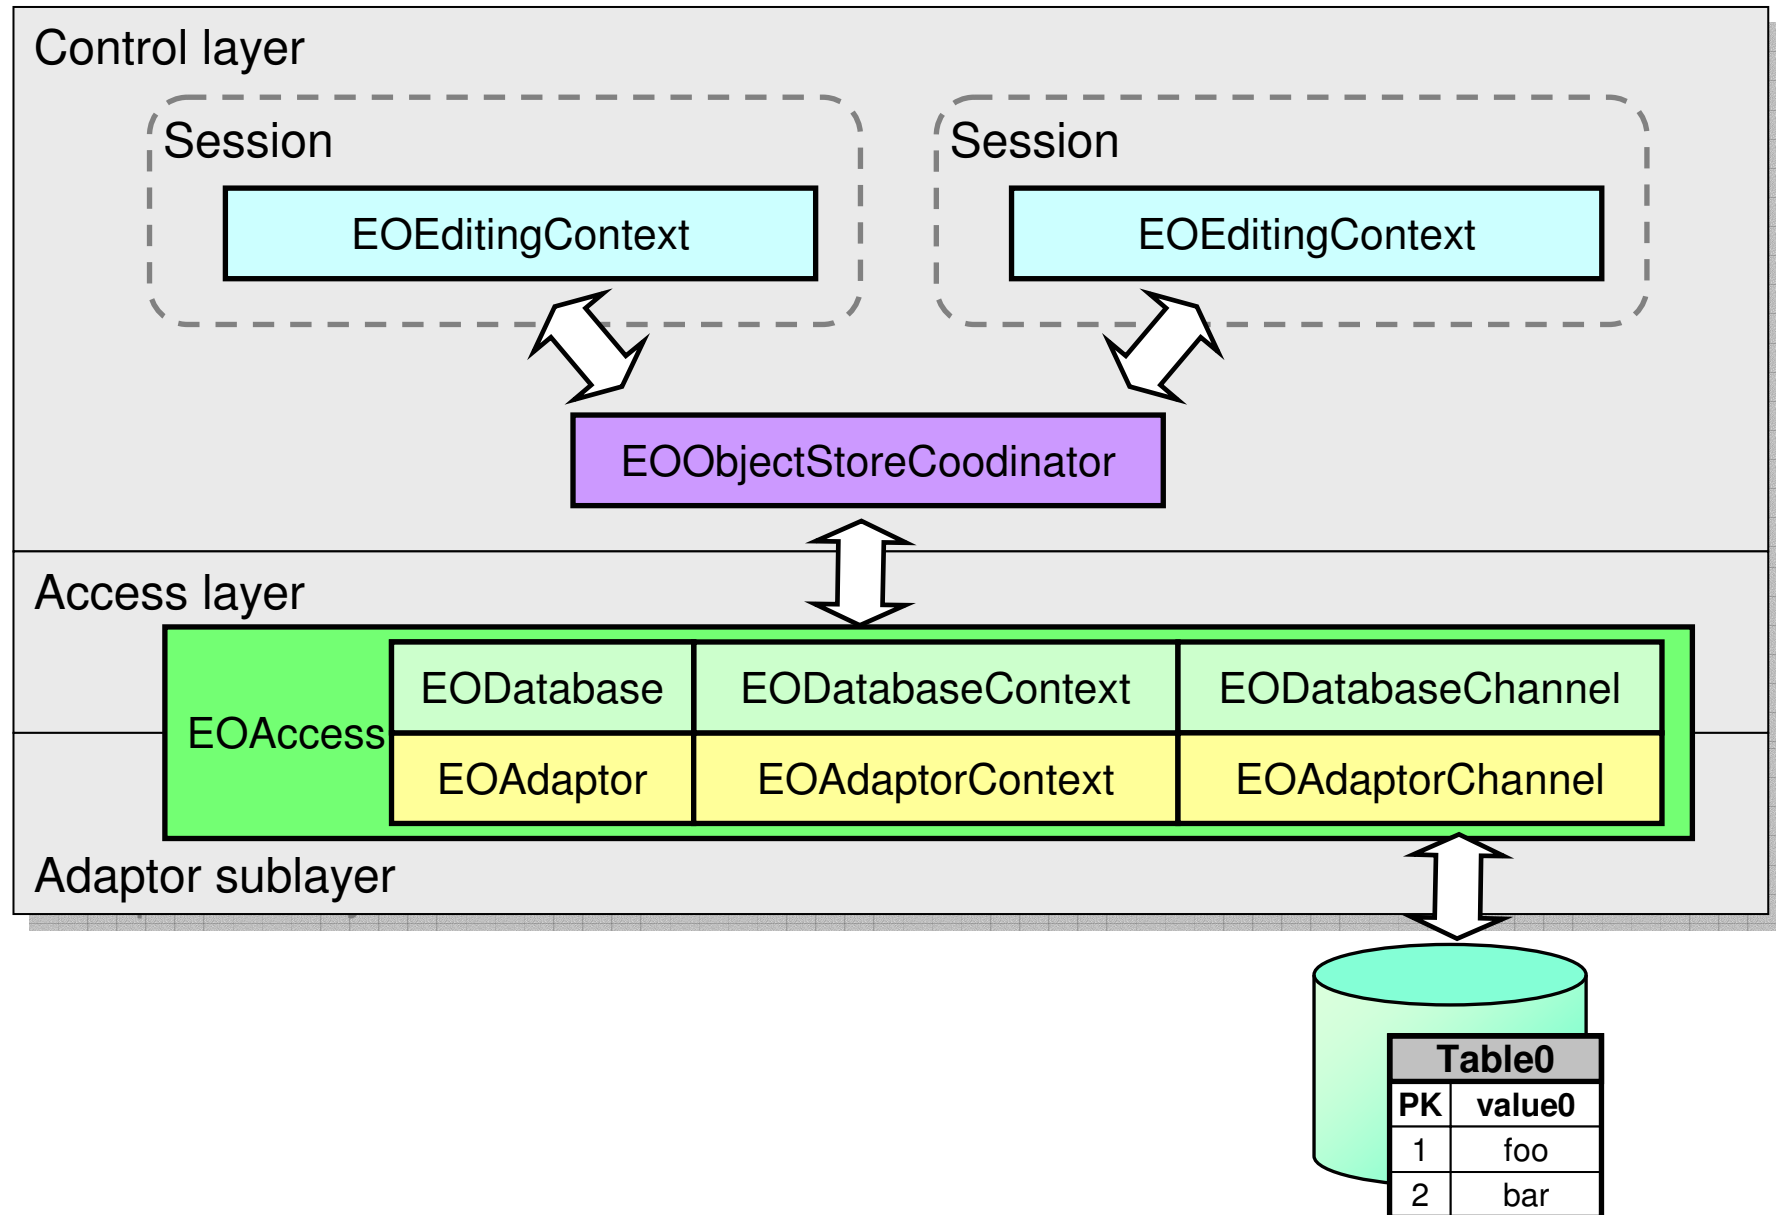 Control layer
Session
Session
EOEditingContext
EOEditingContext
EOObjectStoreCoodinator
Access layer
EOAccess
EODatabase
EODatabaseContext
EODatabaseChannel
EOAdaptor
EOAdaptorContext
EOAdaptorChannel
Adaptor sublayer
Table0
PK value0
1 foo
2 bar